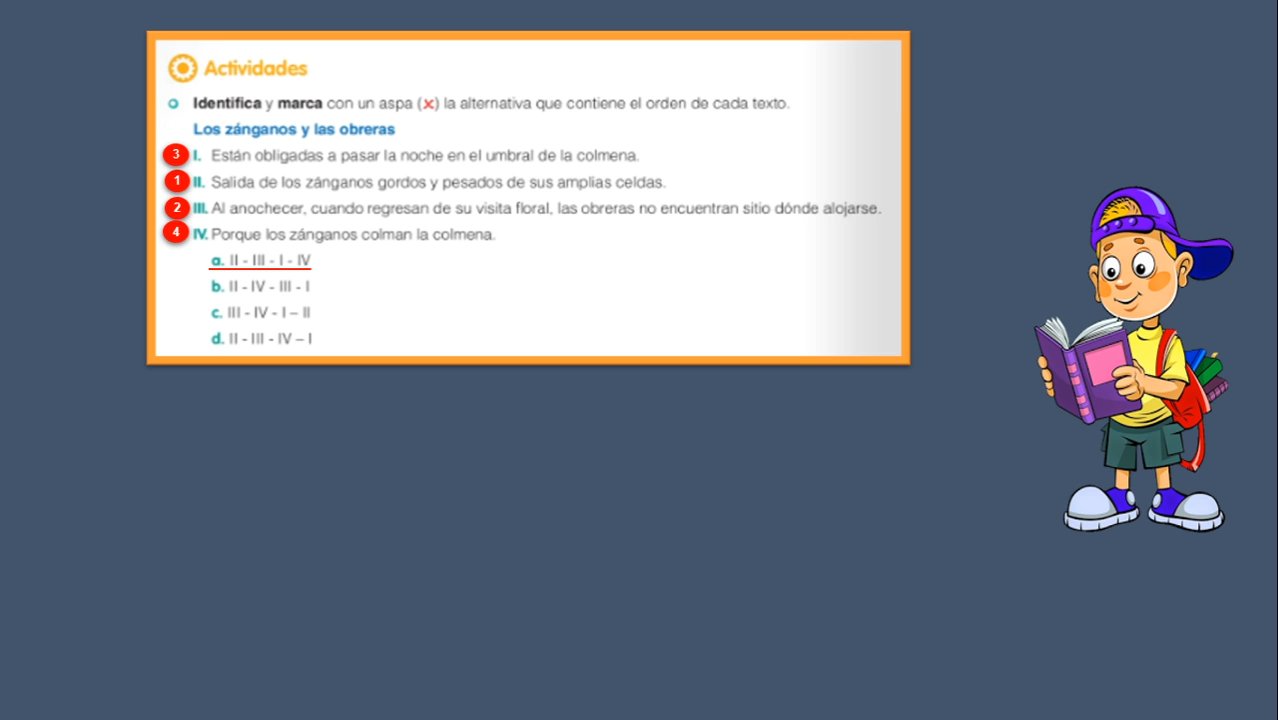 Actividades
Identifica y marca con un aspa (x) la alternativa que contiene el orden de cada texto.
Los zánganos y las obreras
3 I. Están obligadas a pasar la noche en el umbral de la colmena.
1 II. Salida de los zánganos gordos y pesados de sus amplias celdas.
2 III. Al anochecer, cuando regresan de su visita floral, las obreras no encuentran sitio dónde alojarse.
4 IV. Porque los zánganos colman la colmena.
a. II - III - I - IV
b. II - IV - III - I
c. III - IV - I – II
d. II - III - IV – I